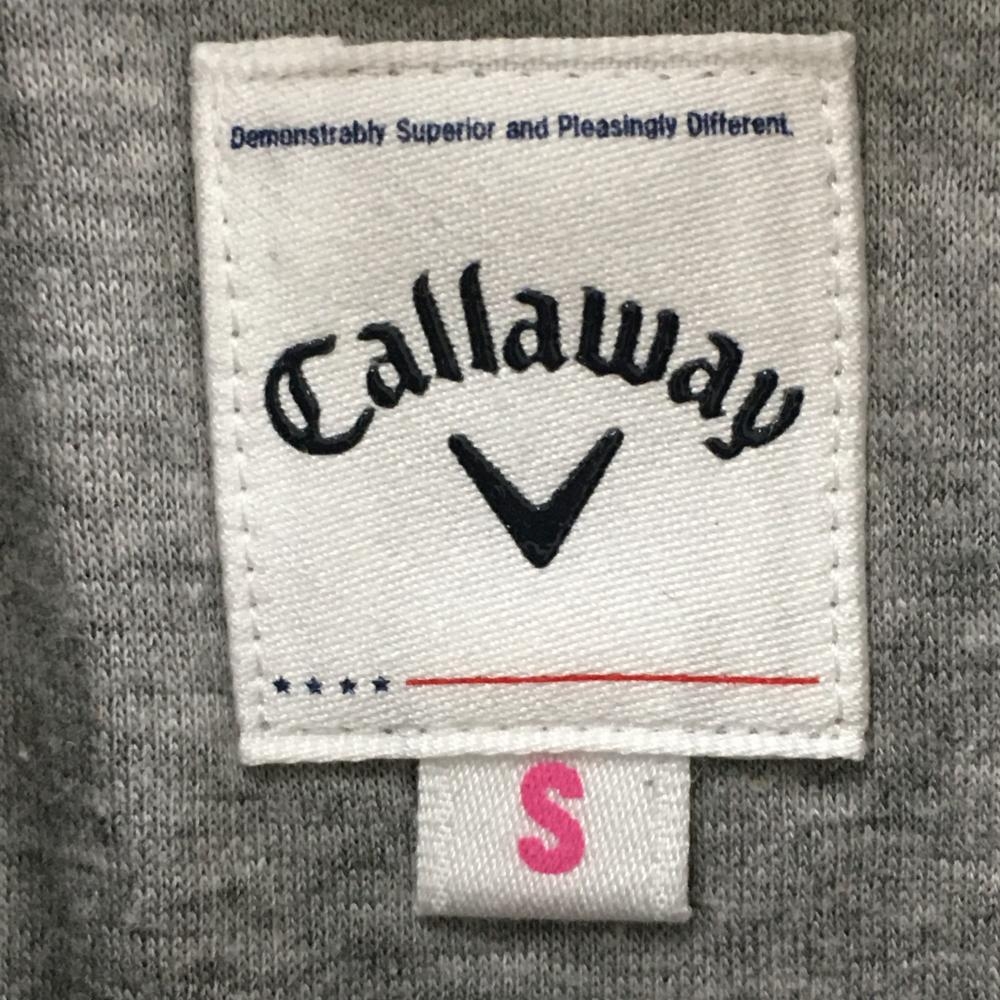 Demonstrably Superior and Pleasingly Different.
Callaway
S